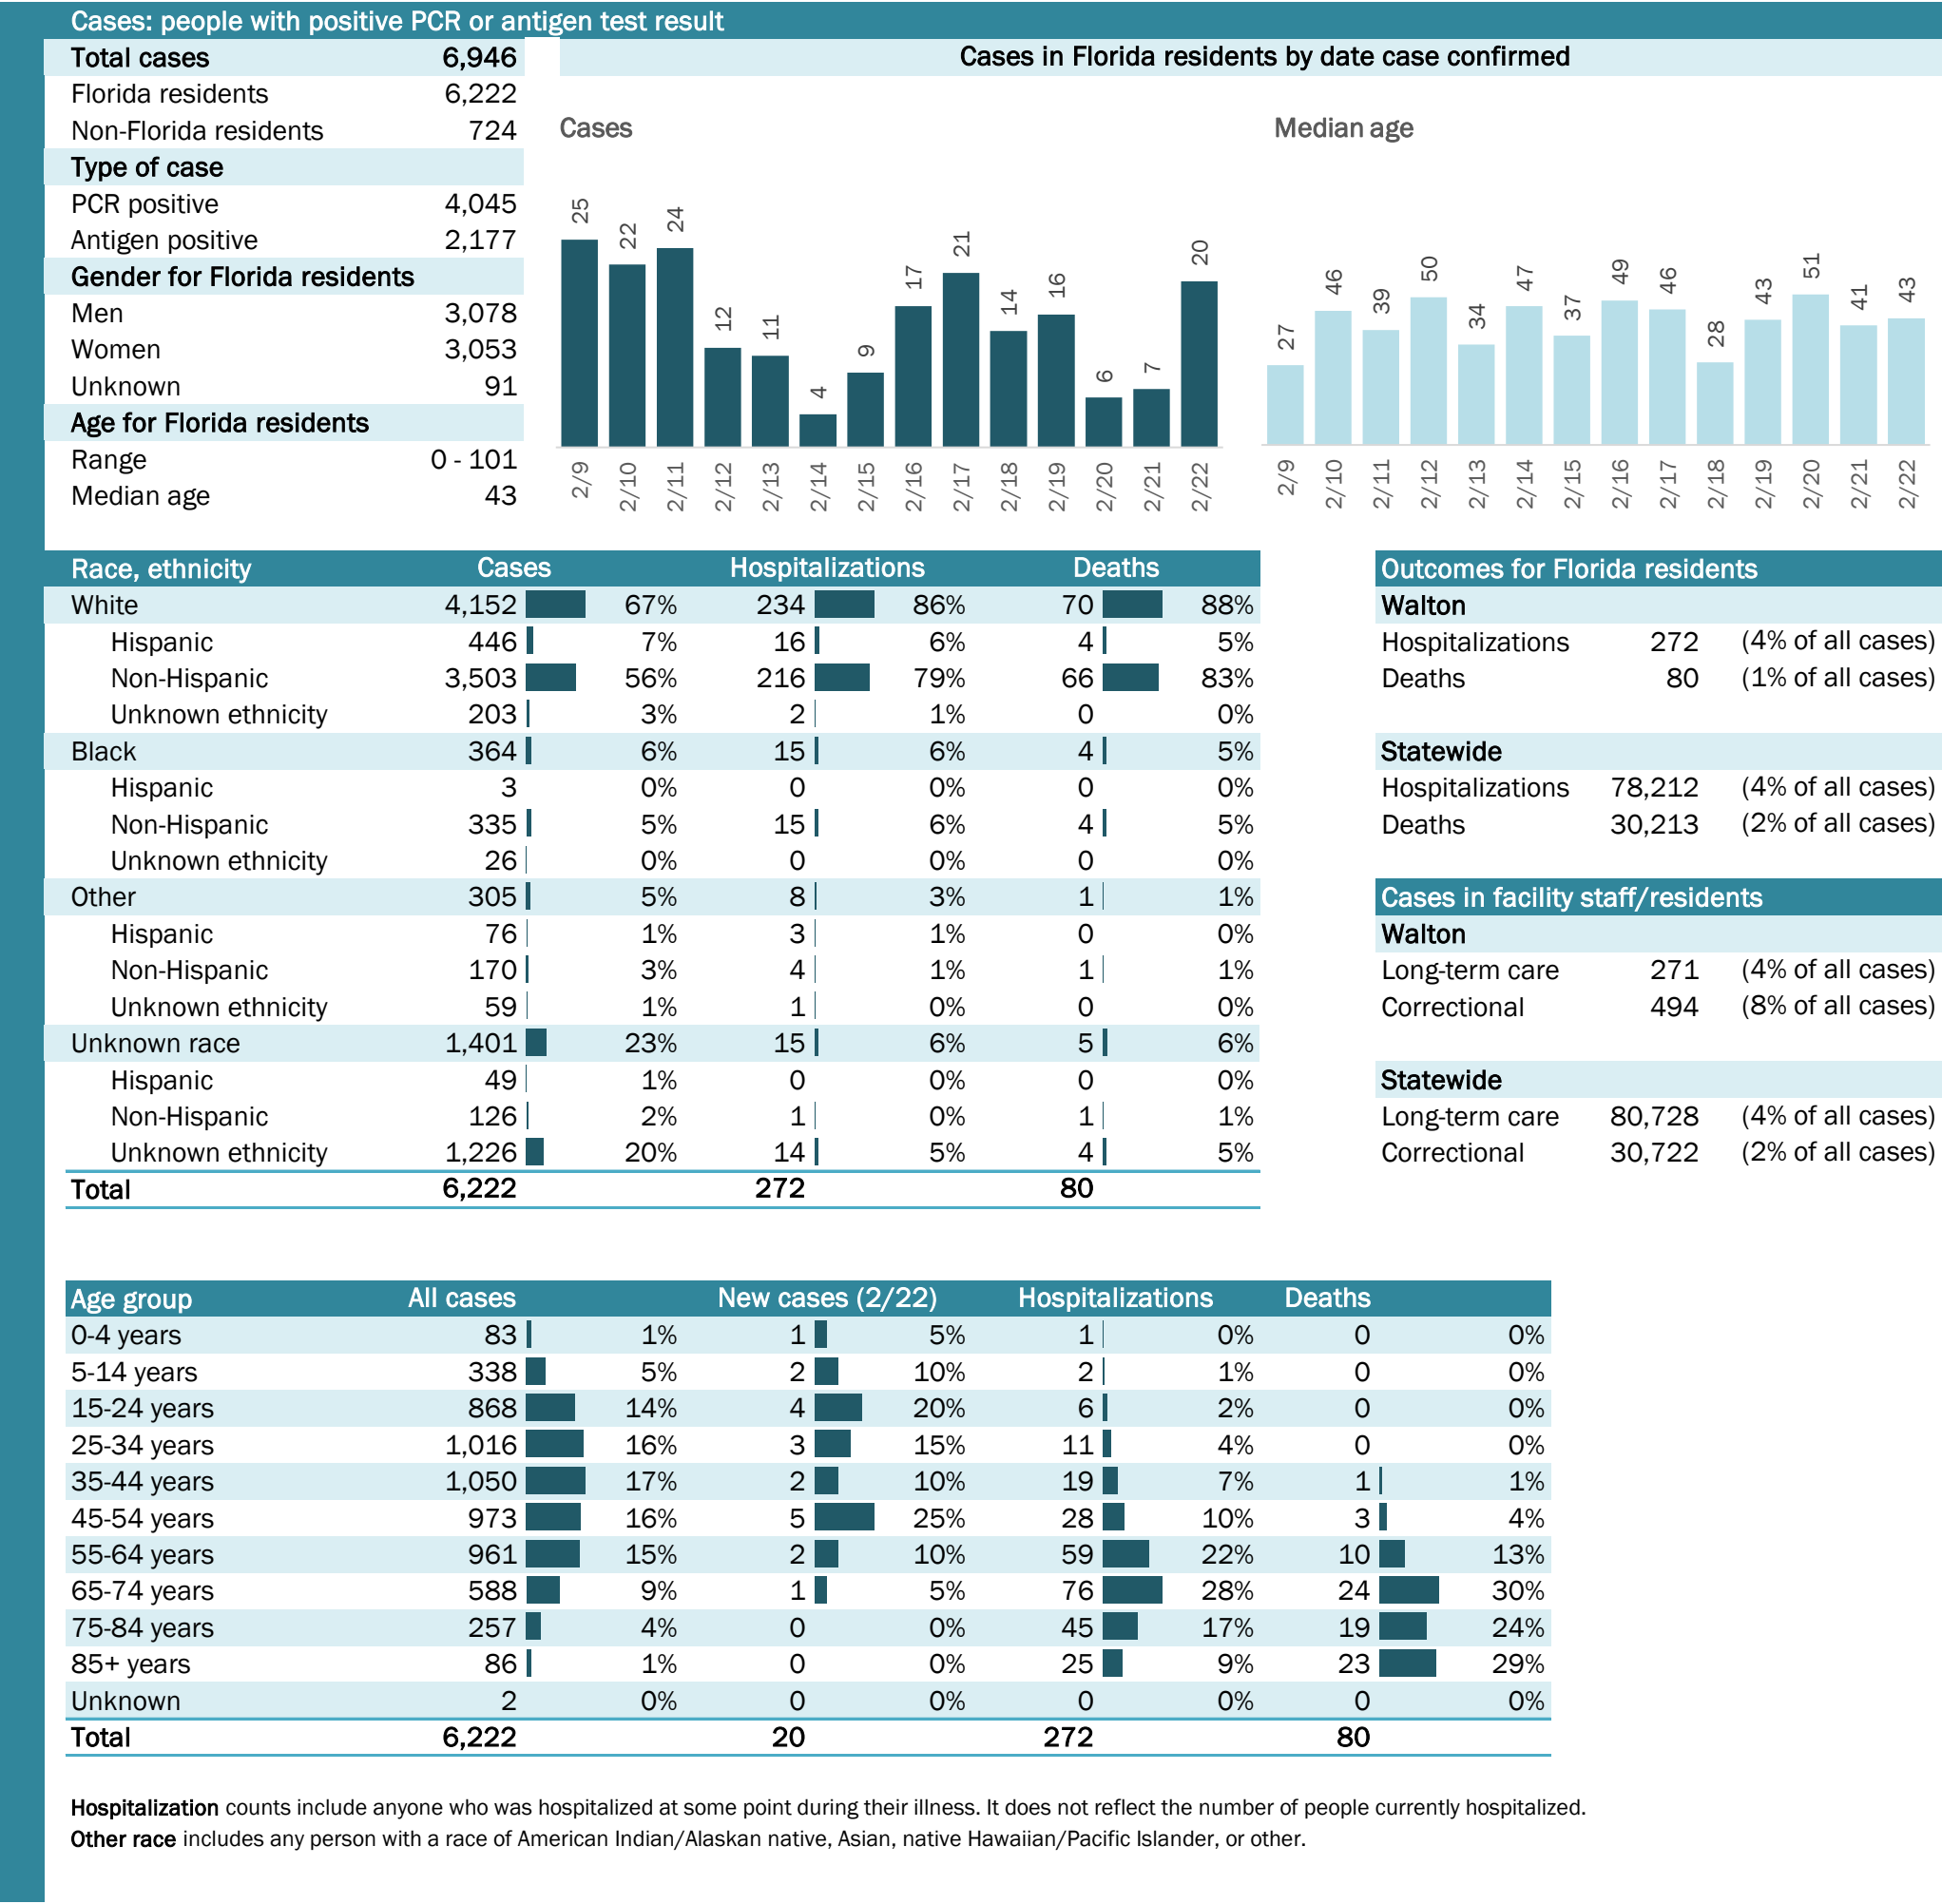 Cases: people with positive PCR or antigen test result
Total cases 6,946
Florida residents 6,222
Non-Florida residents 724
Type of case
PCR positive 4,045
Antigen positive 2,177
Gender for Florida residents
Men 3,078
Women 3,053
Unknown 91
Age for Florida residents
Range 0 - 101
Median age 43
Cases in Florida residents by date case confirmed
Cases
25 22 24 12 11 4 9 17 21 14 16 6 7 20
2/9 2/10 2/11 2/12 2/13 2/14 2/15 2/16 2/17 2/18 2/19 2/20 2/21 2/22
Median age
27 46 39 50 34 47 37 49 46 28 43 51 41 43
2/9 2/10 2/11 2/12 2/13 2/14 2/15 2/16 2/17 2/18 2/19 2/20 2/21 2/22
Race, ethnicity Cases Hospitalizations Deaths
White 4,152 67% 234 86% 70 88%
Hispanic 446 7% 16 6% 4 5%
Non-Hispanic 3,503 56% 216 79% 66 83%
Unknown ethnicity 203 3% 2 1% 0 0%
Black 364 6% 15 6% 4 5%
Hispanic 3 0% 0 0% 0 0%
Non-Hispanic 335 5% 15 6% 4 5%
Unknown ethnicity 26 0% 0 0% 0 0%
Other 305 5% 8 3% 1 1%
Hispanic 76 1% 3 1% 0 0%
Non-Hispanic 170 3% 4 1% 1 1%
Unknown ethnicity 59 1% 1 0% 0 0%
Unknown race 1,401 23% 15 6% 5 6%
Hispanic 49 1% 0 0% 0 0%
Non-Hispanic 126 2% 1 0% 1 1%
Unknown ethnicity 1,226 20% 14 5% 4 5%
Total 6,222 272 80
Outcomes for Florida residents
Walton
Hospitalizations 272 (4% of all cases)
Deaths 80 (1% of all cases)
Statewide
Hospitalizations 78,212 (4% of all cases)
Deaths 30,213 (2% of all cases)
Cases in facility staff/residents
Walton
Long-term care 271 (4% of all cases)
Correctional 494 (8% of all cases)
Statewide
Long-term care 80,728 (4% of all cases)
Correctional 30,722 (2% of all cases)
Age group All cases New cases (2/22) Hospitalizations Deaths
0-4 years 83 1% 1 5% 1 0% 0 0%
5-14 years 338 5% 2 10% 2 1% 0 0%
15-24 years 868 14% 4 20% 6 2% 0 0%
25-34 years 1,016 16% 3 15% 11 4% 0 0%
35-44 years 1,050 17% 2 10% 19 7% 1 1%
45-54 years 973 16% 5 25% 28 10% 3 4%
55-64 years 961 15% 2 10% 59 22% 10 13%
65-74 years 588 9% 1 5% 76 28% 24 30%
75-84 years 257 4% 0 0% 45 17% 19 24%
85+ years 86 1% 0 0% 25 9% 23 29%
Unknown 2 0% 0 0% 0 0% 0 0%
Total 6,222 20 272 80
Hospitalization counts include anyone who was hospitalized at some point during their illness. It does not reflect the number of people currently hospitalized.
Other race includes any person with a race of American Indian/Alaskan native, Asian, native Hawaiian/Pacific Islander, or other.